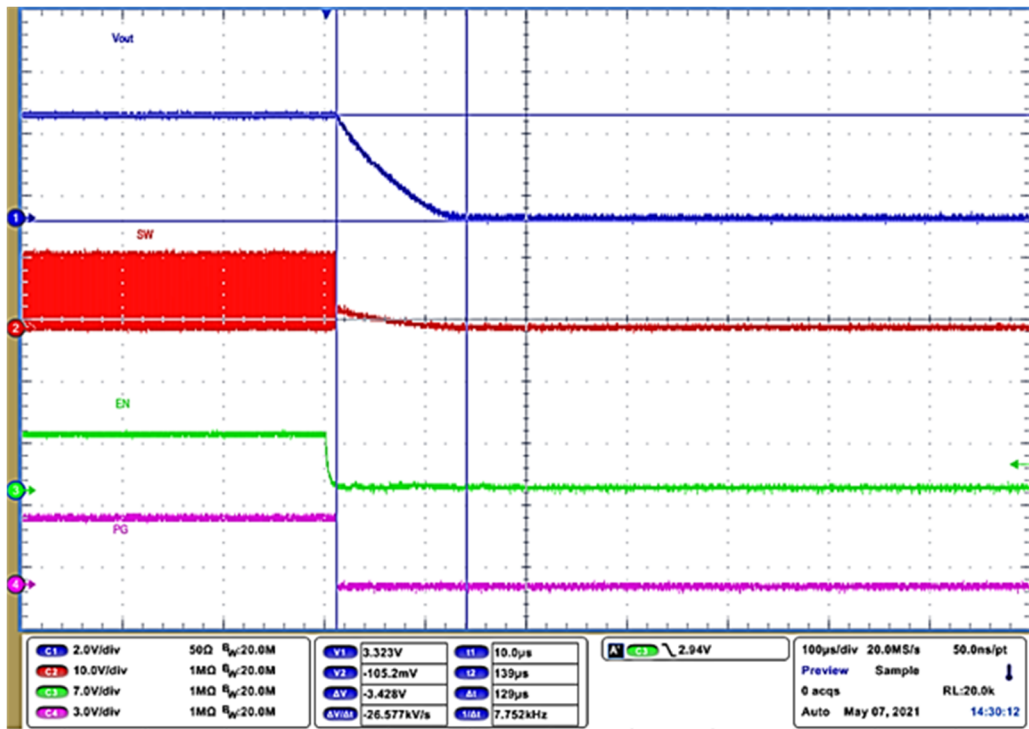 Vout
1
SW
2
EN
3
PG
4
C1 2.0V/div 50Ω BW:20.0M
C2 10.0V/div 1MΩ BW:20.0M
C3 7.0V/div 1MΩ BW:20.0M
C4 3.0V/div 1MΩ BW:20.0M
V1 3.323V t1 10.0µs
V2 -105.2mV t2 139µs
ΔV -3.428V Δt 129µs
ΔV/Δt -26.577kV/s 1/Δt 7.752kHz
A' C3 2.94V
100µs/div 20.0MS/s 50.0ns/pt
Preview Sample
0 acqs RL:20.0k
Auto May 07, 2021 14:30:12